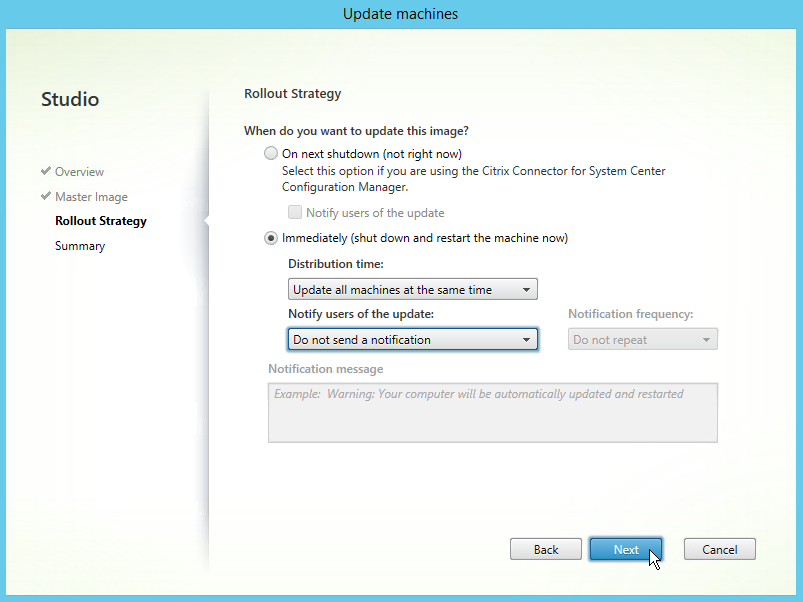 Update machines
Studio
Overview
Master Image
Rollout Strategy
Summary
Rollout Strategy
When do you want to update this image?
On next shutdown (not right now)
Select this option if you are using the Citrix Connector for System Center
Configuration Manager.
Notify users of the update
Immediately (shut down and restart the machine now)
Distribution time:
Update all machines at the same time
Notify users of the update:
Notification frequency:
Do not send a notification
Do not repeat
Notification message
Example:  Warning: Your computer will be automatically updated and restarted
Back
Next
Cancel